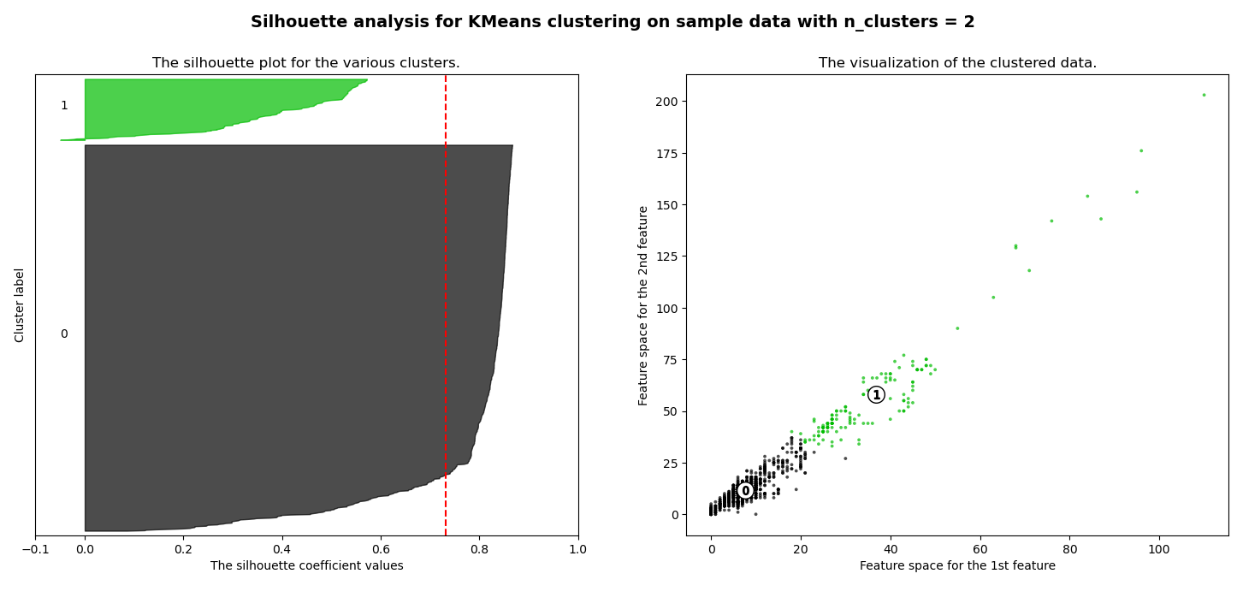 Silhouette analysis for KMeans clustering on sample data with n_clusters = 2
The silhouette plot for the various clusters.
1
0
Cluster label
−0.1 0.0 0.2 0.4 0.6 0.8 1.0
The silhouette coefficient values
The visualization of the clustered data.
200
175
150
125
100
75
50
25
0
Feature space for the 2nd feature
1
0
0 20 40 60 80 100
Feature space for the 1st feature